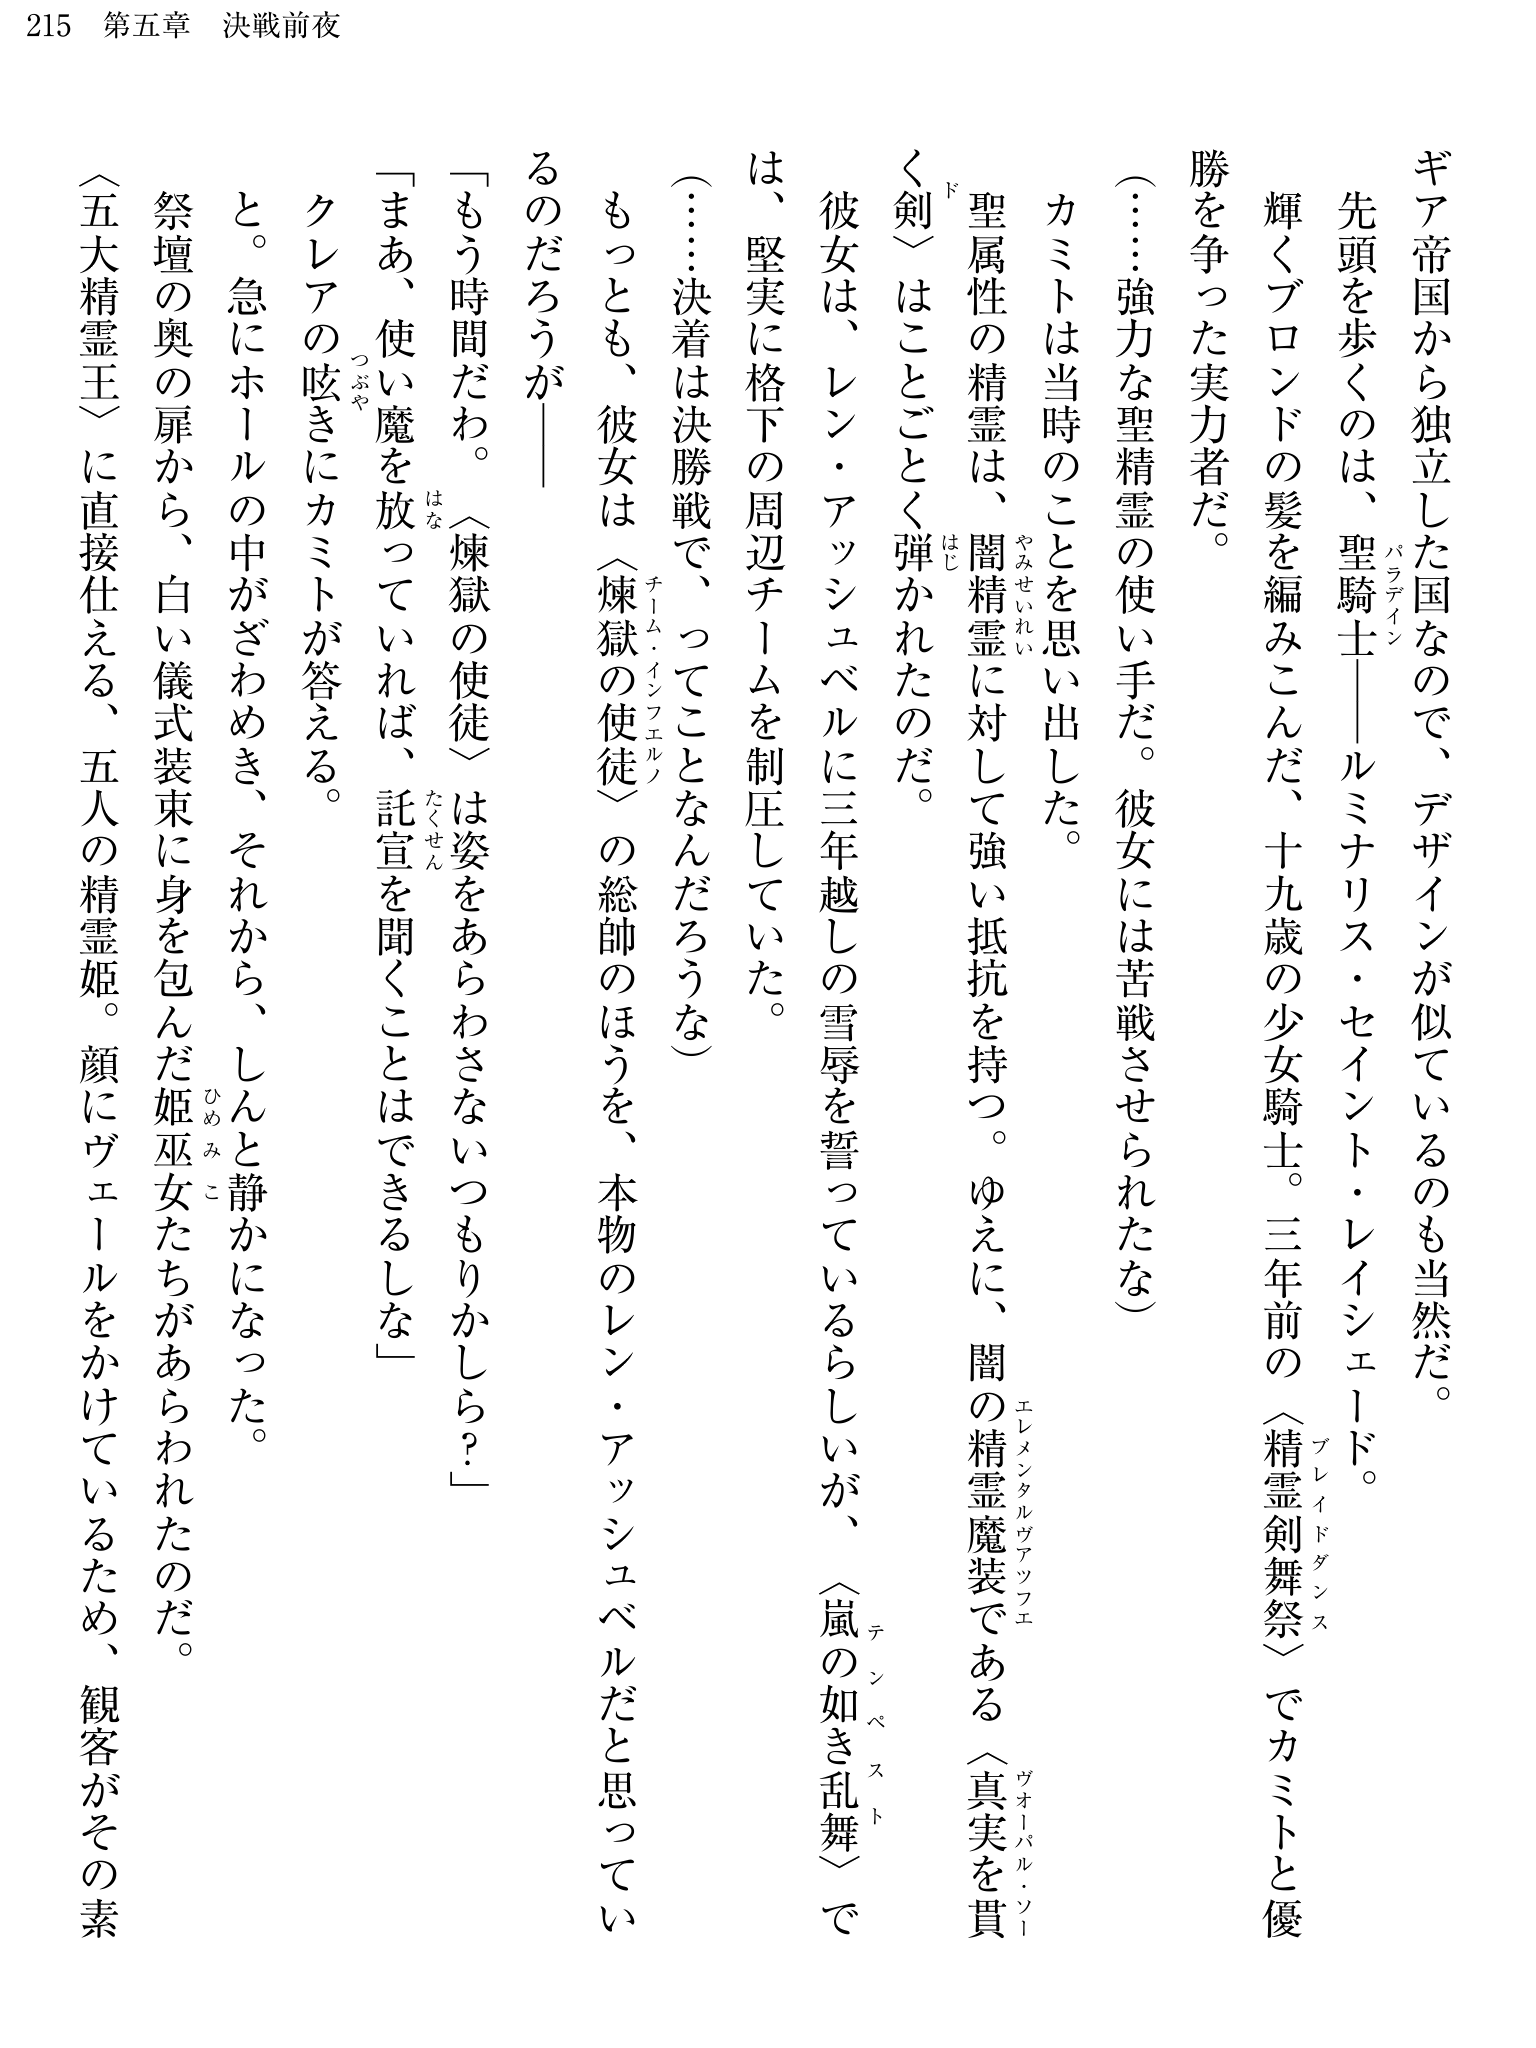 215　第五章　決戦前夜
ギア帝国から独立した国なので、デザインが似ているのも当然だ。
　先頭を歩くのは、聖騎士――ルミナリス・セイント・レイシェード。
パラデイン
　輝くブロンドの髪を編みこんだ、十九歳の少女騎士。三年前の〈精霊剣舞祭〉でカミトと優
ブレイドダンス
勝を争った実力者だ。
（……強力な聖精霊の使い手だ。彼女には苦戦させられたな）
　カミトは当時のことを思い出した。
　聖属性の精霊は、闇精霊に対して強い抵抗を持つ。ゆえに、闇の精霊魔装である〈真実を貫
やみせいれい　エレメンタルヴアツフエ　ヴオーパル・ソー
く剣〉はことごとく弾かれたのだ。
ド　はじ
　彼女は、レン・アッシュベルに三年越しの雪辱を誓っているらしいが、〈嵐の如き乱舞〉で
テンペスト
は、堅実に格下の周辺チームを制圧していた。
（……決着は決勝戦で、ってことなんだろうな）
　もっとも、彼女は〈煉獄の使徒〉の総帥のほうを、本物のレン・アッシュベルだと思ってい
チーム・インフエルノ
るのだろうが――
「もう時間だわ。〈煉獄の使徒〉は姿をあらわさないつもりかしら？」
「まあ、使い魔を放っていれば、託宣を聞くことはできるしな」
はな　たくせん
　クレアの呟きにカミトが答える。
つぶや
　と。急にホールの中がざわめき、それから、しんと静かになった。
　祭壇の奥の扉から、白い儀式装束に身を包んだ姫巫女たちがあらわれたのだ。
ひめみこ
〈五大精霊王〉に直接仕える、五人の精霊姫。顔にヴェールをかけているため、観客がその素